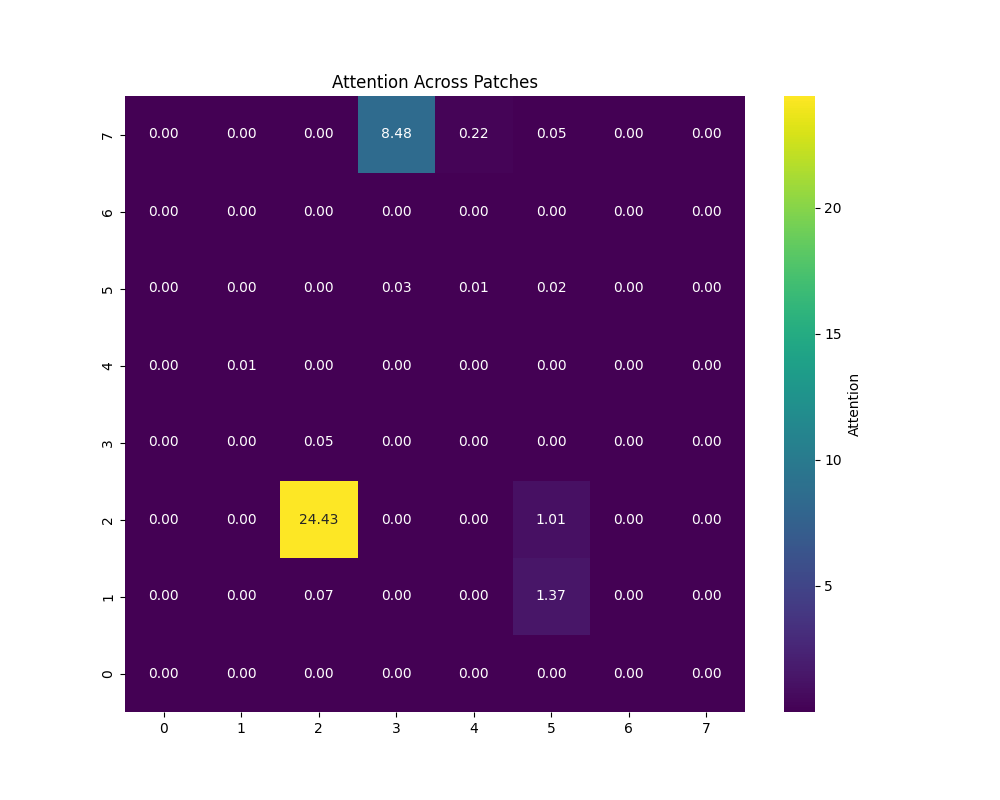 Attention Across Patches
7 0.00 0.00 0.00 8.48 0.22 0.05 0.00 0.00
6 0.00 0.00 0.00 0.00 0.00 0.00 0.00 0.00
5 0.00 0.00 0.00 0.03 0.01 0.02 0.00 0.00
4 0.00 0.01 0.00 0.00 0.00 0.00 0.00 0.00
3 0.00 0.00 0.05 0.00 0.00 0.00 0.00 0.00
2 0.00 0.00 24.43 0.00 0.00 1.01 0.00 0.00
1 0.00 0.00 0.07 0.00 0.00 1.37 0.00 0.00
0 0.00 0.00 0.00 0.00 0.00 0.00 0.00 0.00
0 1 2 3 4 5 6 7
20
15
10
5
Attention